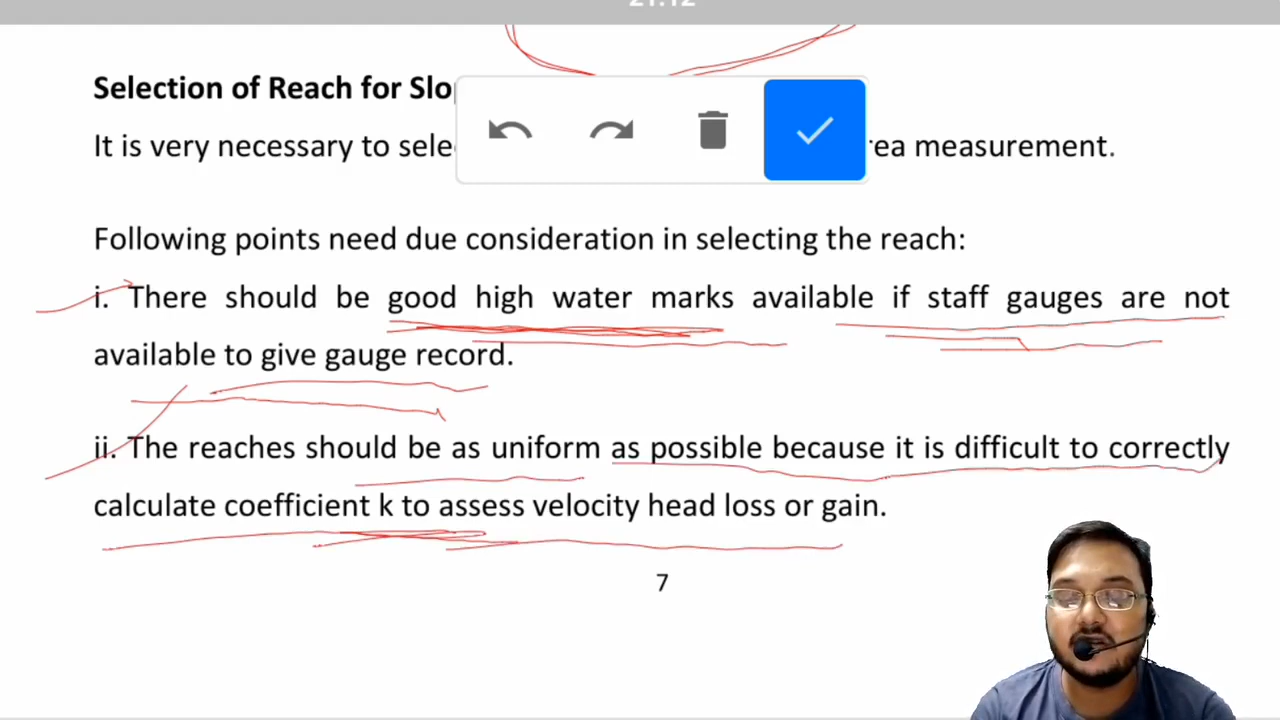 21:12
Selection of Reach for Slo
It is very necessary to sele rea measurement.
Following points need due consideration in selecting the reach:
i. There should be good high water marks available if staff gauges are not
available to give gauge record.
ii. The reaches should be as uniform as possible because it is difficult to correctly
calculate coefficient k to assess velocity head loss or gain.
7